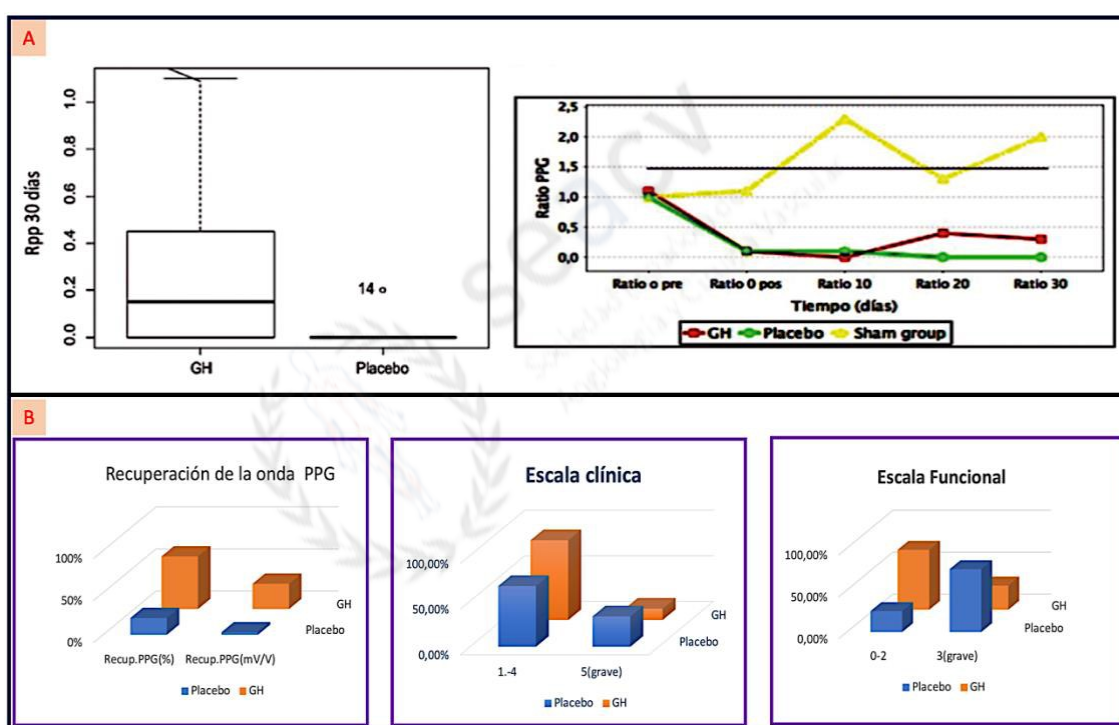 A
Rpp 30 días
1.0
0.8
0.6
0.4
0.2
0.0
14 o
GH
Placebo
Ratio PPG
2,5
2,0
1,5
1,0
0,5
0,0
Ratio o pre
Ratio 0 pos
Ratio 10
Ratio 20
Ratio 30
Tiempo (días)
GH
Placebo
Sham group
seacv
B
Recuperación de la onda PPG
100%
50%
0%
GH
Placebo
Recup.PPG(%)
Recup.PPG(mV/V)
Placebo
GH
Escala clínica
100,00%
50,00%
0,00%
GH
Placebo
1.-4
5(grave)
Placebo
GH
Escala Funcional
100,00%
50,00%
0,00%
GH
Placebo
0-2
3(grave)
Placebo
GH